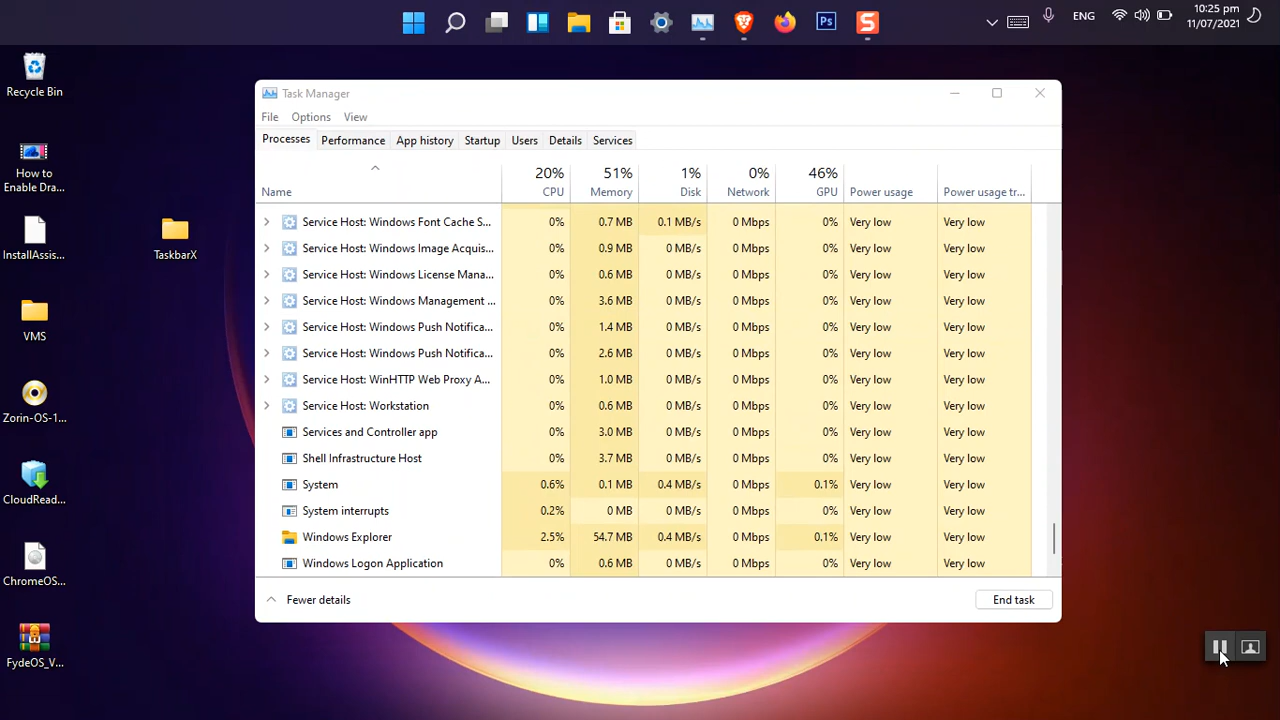 Ps
S
ENG
10:25 pm
11/07/2021
Recycle Bin
How to
Enable Dra...
InstallAssis...
TaskbarX
VMS
Zorin-OS-1...
CloudRead...
ChromeOS...
FydeOS_V...
Task Manager
File Options View
Processes Performance App history Startup Users Details Services
20% 51% 1% 0% 46%
Name CPU Memory Disk Network GPU Power usage Power usage tr...
Service Host: Windows Font Cache S... 0% 0.7 MB 0.1 MB/s 0 Mbps 0% Very low Very low
Service Host: Windows Image Acquis... 0% 0.9 MB 0 MB/s 0 Mbps 0% Very low Very low
Service Host: Windows License Mana... 0% 0.6 MB 0 MB/s 0 Mbps 0% Very low Very low
Service Host: Windows Management ... 0% 3.6 MB 0 MB/s 0 Mbps 0% Very low Very low
Service Host: Windows Push Notifica... 0% 1.4 MB 0 MB/s 0 Mbps 0% Very low Very low
Service Host: Windows Push Notifica... 0% 2.6 MB 0 MB/s 0 Mbps 0% Very low Very low
Service Host: WinHTTP Web Proxy A... 0% 1.0 MB 0 MB/s 0 Mbps 0% Very low Very low
Service Host: Workstation 0% 0.6 MB 0 MB/s 0 Mbps 0% Very low Very low
Services and Controller app 0% 3.0 MB 0 MB/s 0 Mbps 0% Very low Very low
Shell Infrastructure Host 0% 3.7 MB 0 MB/s 0 Mbps 0% Very low Very low
System 0.6% 0.1 MB 0.4 MB/s 0 Mbps 0.1% Very low Very low
System interrupts 0.2% 0 MB 0 MB/s 0 Mbps 0% Very low Very low
Windows Explorer 2.5% 54.7 MB 0.4 MB/s 0 Mbps 0.1% Very low Very low
Windows Logon Application 0% 0.6 MB 0 MB/s 0 Mbps 0% Very low Very low
Fewer details
End task